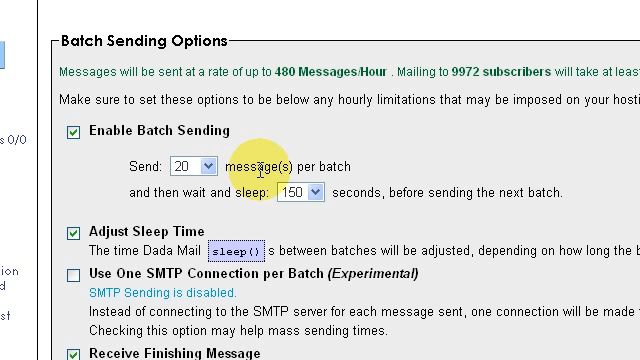 Batch Sending Options
Messages will be sent at a rate of up to 480 Messages/Hour . Mailing to 9972 subscribers will take at leas
Make sure to set these options to be below any hourly limitations that may be imposed on your hosti
s 0/0
Enable Batch Sending
Send: 20 message(s) per batch
and then wait and sleep: 150 seconds, before sending the next batch.
Adjust Sleep Time
The time Dada Mail sleep() s between batches will be adjusted, depending on how long the b
ion
Use One SMTP Connection per Batch (Experimental)
d
SMTP Sending is disabled.
st
Instead of connecting to the SMTP server for each message sent, one connection will be made
Checking this option may help mass sending times.
Receive Finishing Message